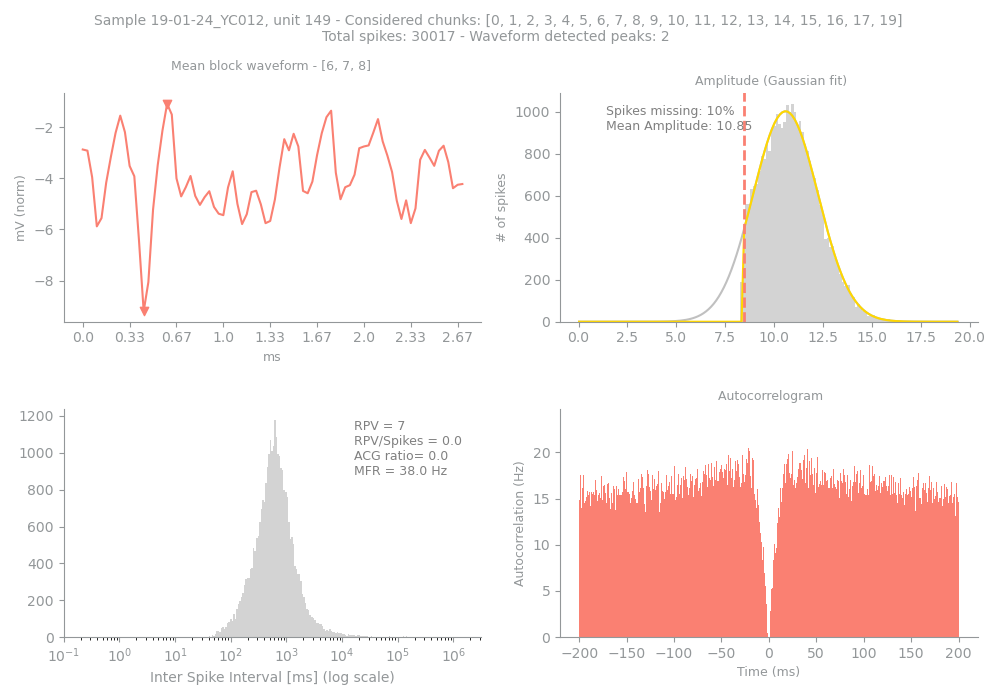 Sample 19-01-24_YC012, unit 149 - Considered chunks: [0, 1, 2, 3, 4, 5, 6, 7, 8, 9, 10, 11, 12, 13, 14, 15, 16, 17, 19]
Total spikes: 30017 - Waveform detected peaks: 2
Mean block waveform - [6, 7, 8]
mV (norm)
−2
−4
−6
−8
0.0 0.33 0.67 1.0 1.33 1.67 2.0 2.33 2.67
ms
Amplitude (Gaussian fit)
Spikes missing: 10%
Mean Amplitude: 10.85
# of spikes
1000
800
600
400
200
0
0.0 2.5 5.0 7.5 10.0 12.5 15.0 17.5 20.0
1200
1000
800
600
400
200
0
RPV = 7
RPV/Spikes = 0.0
ACG ratio= 0.0
MFR = 38.0 Hz
10⁻¹ 10⁰ 10¹ 10² 10³ 10⁴ 10⁵ 10⁶
Inter Spike Interval [ms] (log scale)
Autocorrelogram
Autocorrelation (Hz)
20
15
10
5
0
−200 −150 −100 −50 0 50 100 150 200
Time (ms)